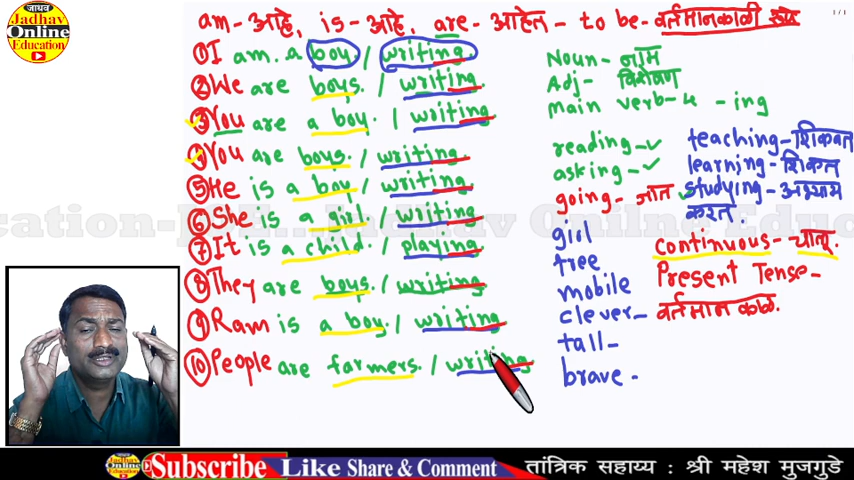 जाधव
Jadhav
Online
Education
am - आहे, is - आहे, are - आहेत - to be - वर्तमानकाळी रूपे
1/1
① I am a boy / writing
② We are boys. / writing
③ You are a boy. / writing
④ You are boys. / writing
⑤ He is a boy / writing
⑥ She is a girl. / writing
⑦ It is a child. / playing
⑧ They are boys. / writing
⑨ Ram is a boy. / writing
⑩ People are farmers. / writing
Noun - नाम
Adj - विशेषण
main verb - ला - ing
reading -
asking -
going - जात
teaching - शिकवत
learning - शिकत
studying - अभ्यास
करत.
girl
tree
mobile
clever -
tall -
brave -
Continuous - चालू.
Present Tense -
वर्तमान काळ.
Jadhav
Online
Education
Subscribe Like Share & Comment
तांत्रिक सहाय्य : श्री महेश मुजगुडे